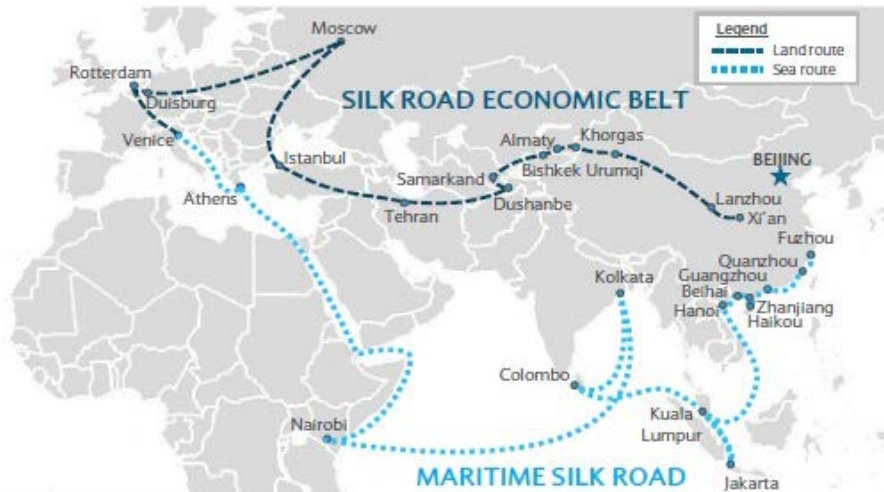 Moscow
Legend
Land route
Sea route
Rotterdam
Duisburg
SILK ROAD ECONOMIC BELT
Venice
Istanbul
Almaty
Khorgas
Bishkek Urumqi
BEIJING
Samarkand
Athens
Tehran
Dushanbe
Lanzhou
Xi'an
Fuzhou
Quanzhou
Kolkata
Guangzhou
Beihai
Hanoi
Zhanjiang
Haikou
Colombo
Nairobi
Kuala
Lumpur
MARITIME SILK ROAD
Jakarta